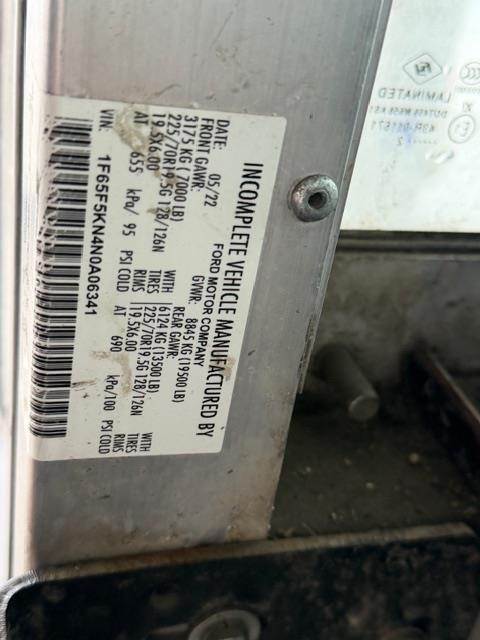 INCOMPLETE VEHICLE MANUFACTURED BY
FORD MOTOR COMPANY
DATE: 05/22
GVWR: 8845 KG (19500 LB)
FRONT GAWR:
REAR GAWR:
3175 KG (7000 LB)
6124 KG (13500 LB)
WITH
WITH
225/70R19.5G 128/126N
TIRES
225/70R19.5G 128/126N
TIRES
19.5X6.00
RIMS
19.5X6.00
RIMS
AT 655 kPa/ 95 PSI COLD
AT 690 kPa/100 PSI COLD
VIN: 1F65F5KN4N0A06341
LAMINATED